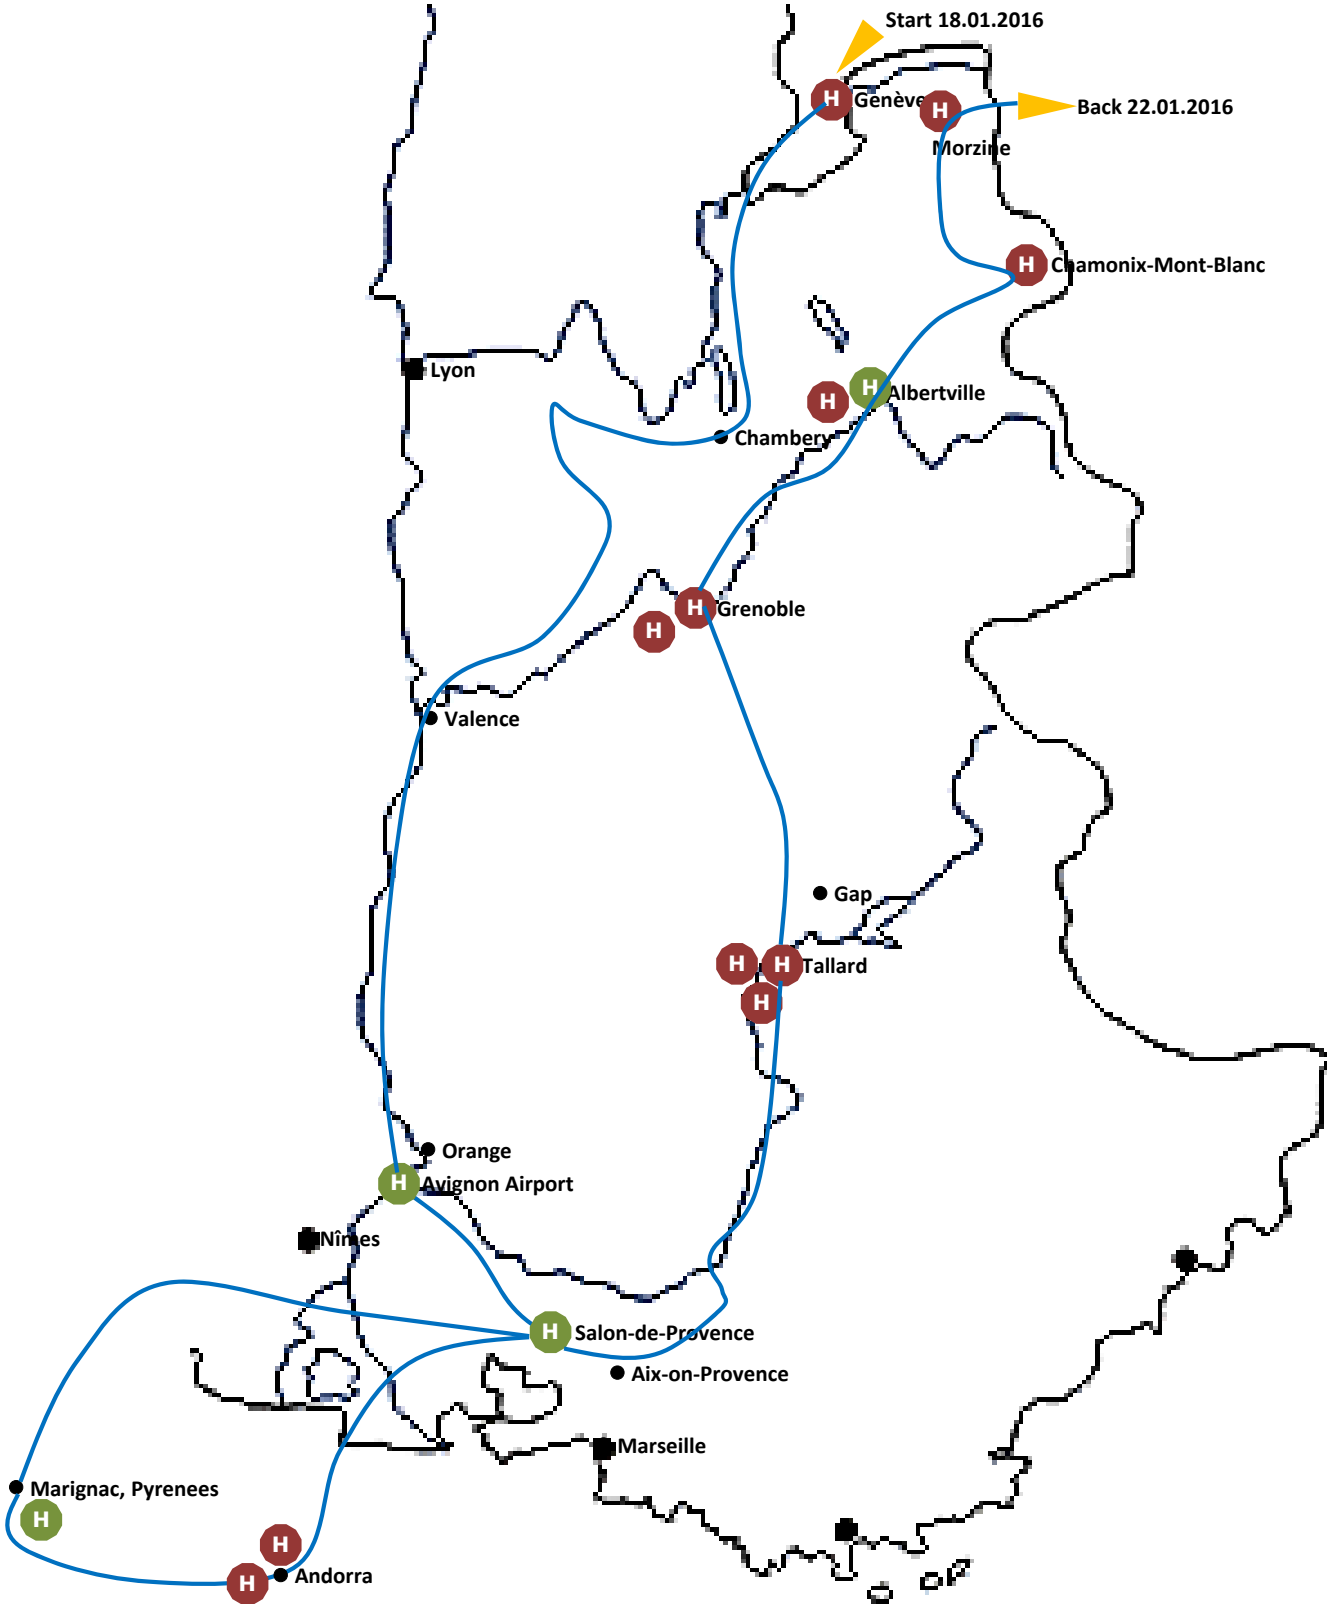 Start 18.01.2016
H
Genève
H
Back 22.01.2016
Morzine
H
Chamonix-Mont-Blanc
Lyon
H
Albertville
H
Chambery
H
Grenoble
H
Valence
Gap
H
H
Tallard
H
Orange
H
Avignon Airport
Nîmes
H
Salon-de-Provence
Aix-on-Provence
Marseille
Marignac, Pyrenees
H
H
Andorra
H